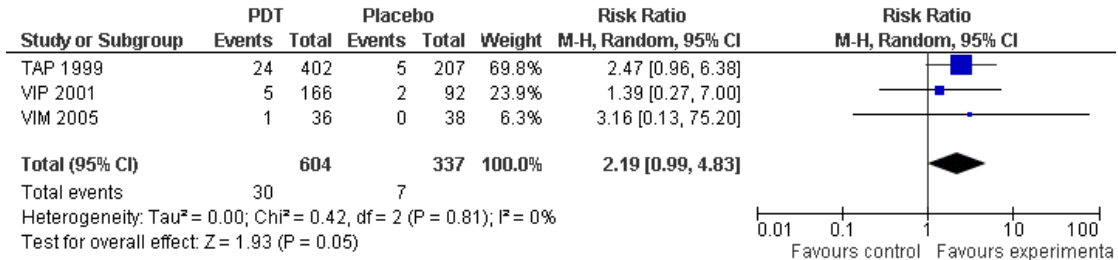 PDT Placebo Risk Ratio Risk Ratio
Study or Subgroup Events Total Events Total Weight M-H, Random, 95% CI M-H, Random, 95% CI
TAP 1999 24 402 5 207 69.8% 2.47 [0.96, 6.38]
VIP 2001 5 166 2 92 23.9% 1.39 [0.27, 7.00]
VIM 2005 1 36 0 38 6.3% 3.16 [0.13, 75.20]
Total (95% CI) 604 337 100.0% 2.19 [0.99, 4.83]
Total events 30 7
Heterogeneity: Tau² = 0.00; Chi² = 0.42, df = 2 (P = 0.81); I² = 0%
Test for overall effect: Z = 1.93 (P = 0.05)
0.01 0.1 1 10 100
Favours control Favours experimenta